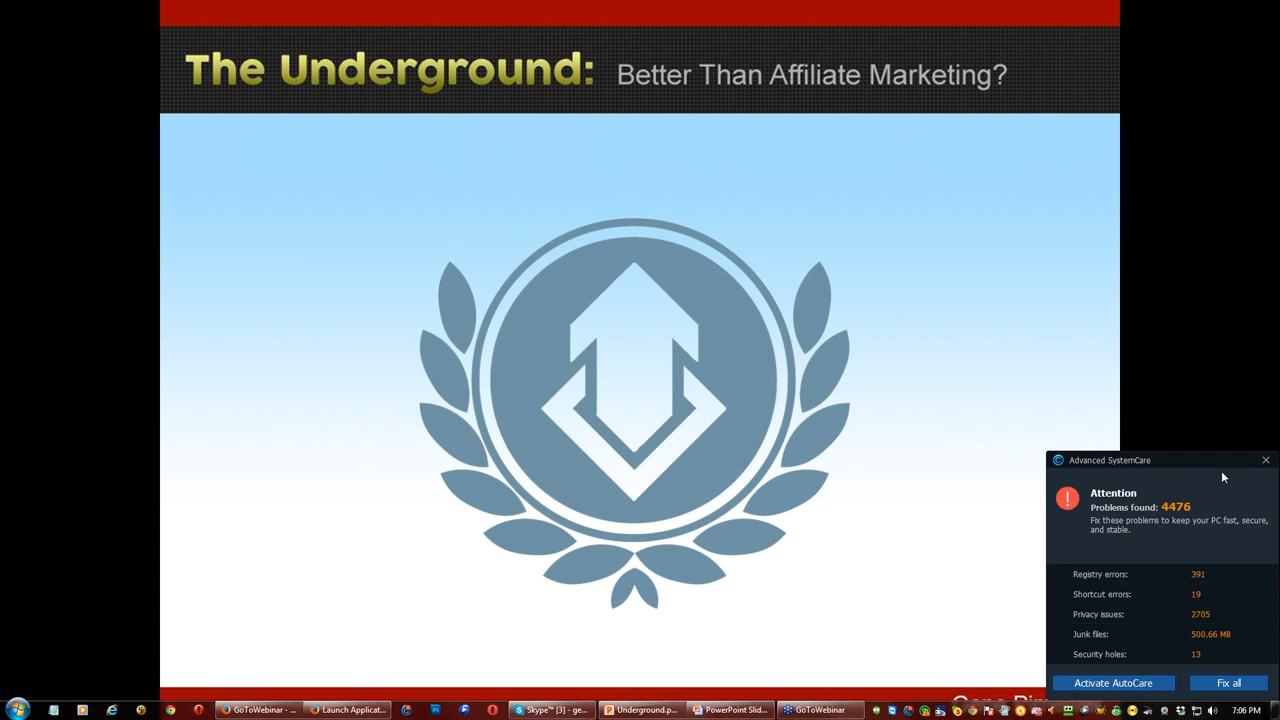 The Underground: Better Than Affiliate Marketing?
Advanced SystemCare
Attention
Problems found: 4476
Fix these problems to keep your PC fast, secure,
and stable.
Registry errors: 391
Shortcut errors: 19
Privacy issues: 2705
Junk files: 500.66 MB
Security holes: 13
Activate AutoCare Fix all
GoToWebinar - ... Launch Applicat... Skype™ [3] - ge... Underground.p... PowerPoint Slid... GoToWebinar 7:06 PM